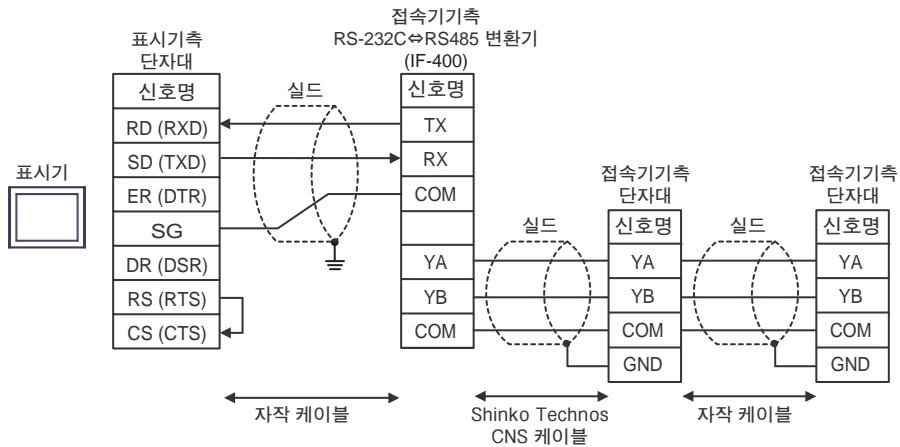 접속기기측
RS-232C⇔RS485 변환기
(IF-400)
표시기측
단자대
신호명
RD (RXD)
SD (TXD)
ER (DTR)
SG
DR (DSR)
RS (RTS)
CS (CTS)
표시기
실드
신호명
TX
RX
COM
YA
YB
COM
실드
접속기기측
단자대
신호명
YA
YB
COM
GND
실드
접속기기측
단자대
신호명
YA
YB
COM
GND
자작 케이블
Shinko Technos
CNS 케이블
자작 케이블